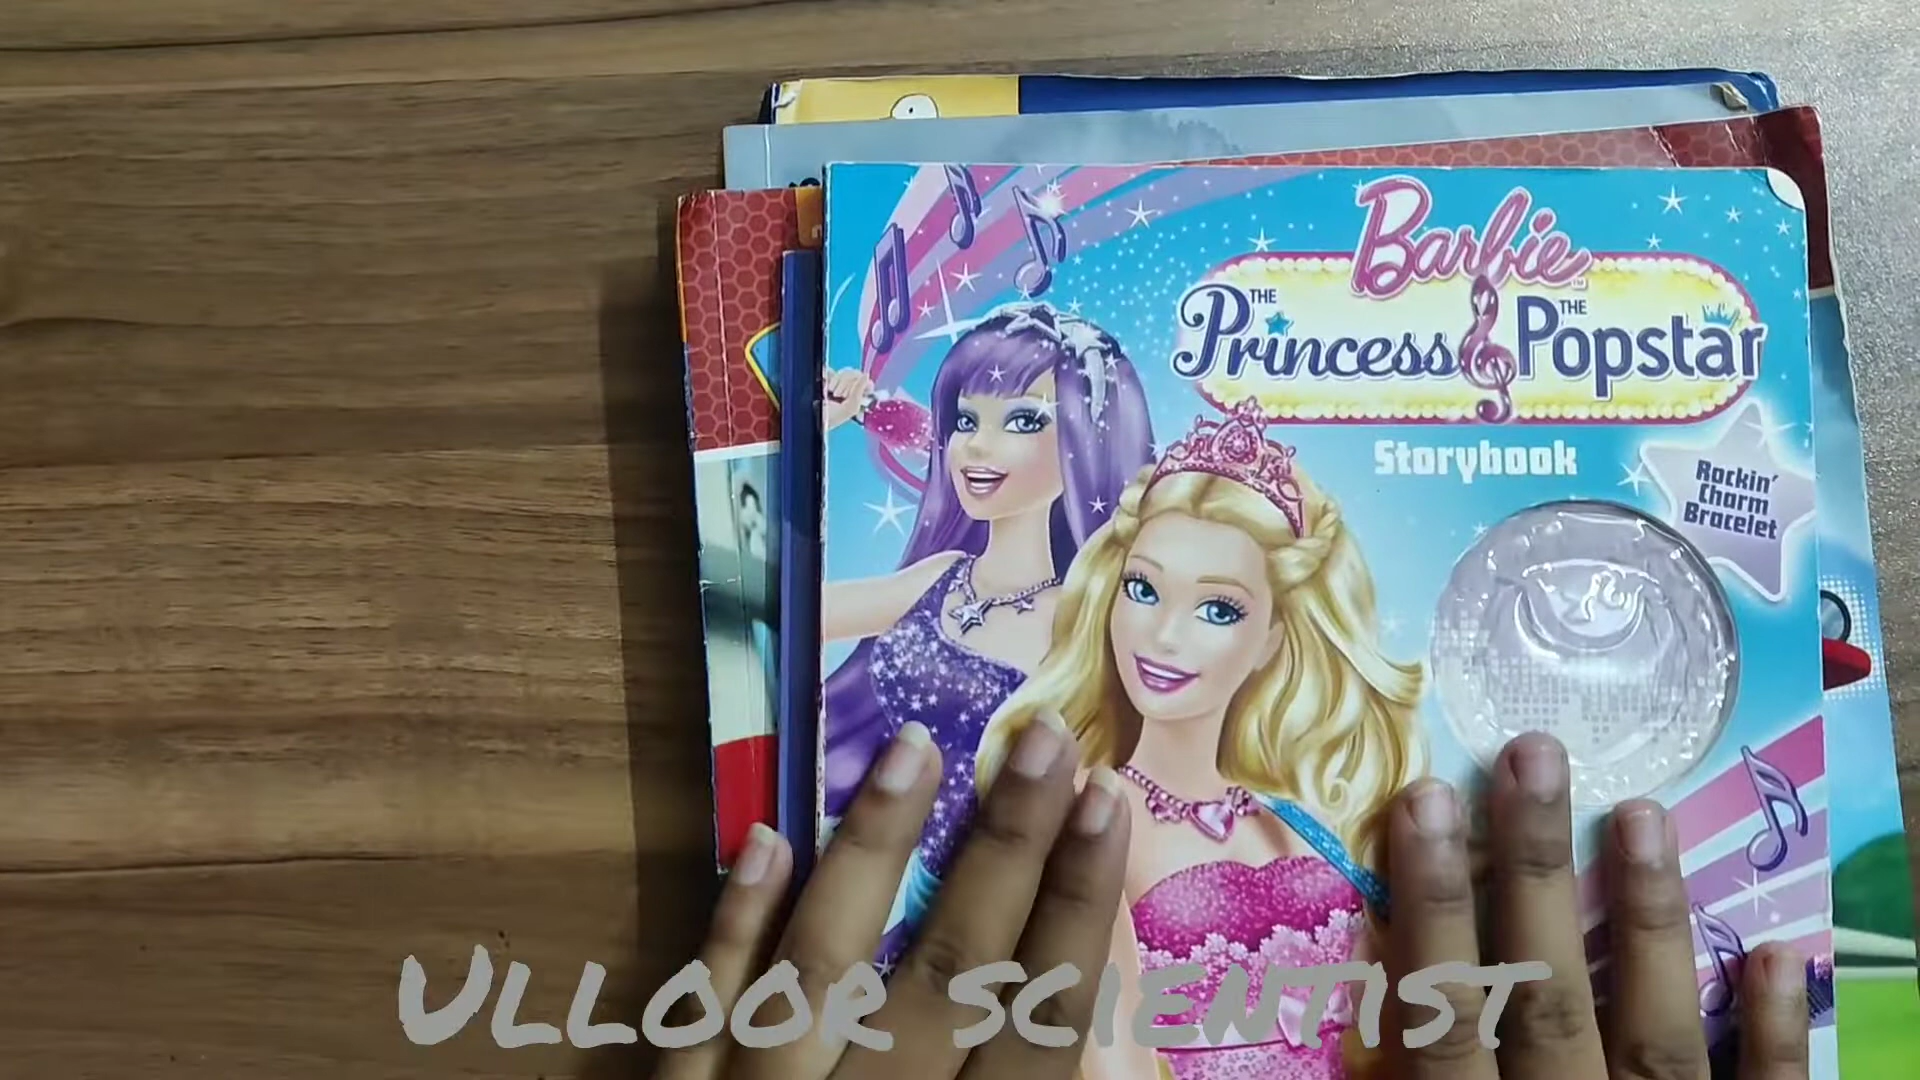 Barbie
THE Princess & THE Popstar
Storybook
Rockin'
Charm
Bracelet
ULLOOR SCIENTIST